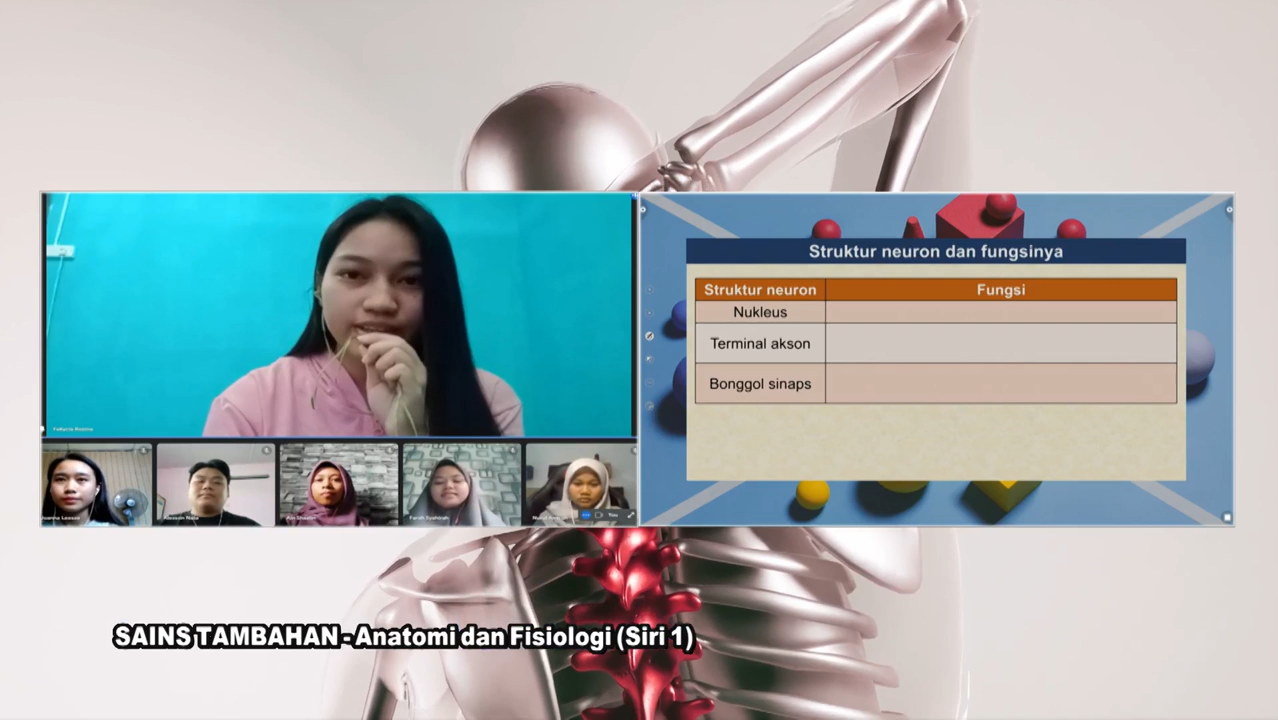 Struktur neuron dan fungsinya
Struktur neuron Fungsi
Nukleus
Terminal akson
Bonggol sinaps
You
SAINS TAMBAHAN - Anatomi dan Fisiologi (Siri 1)